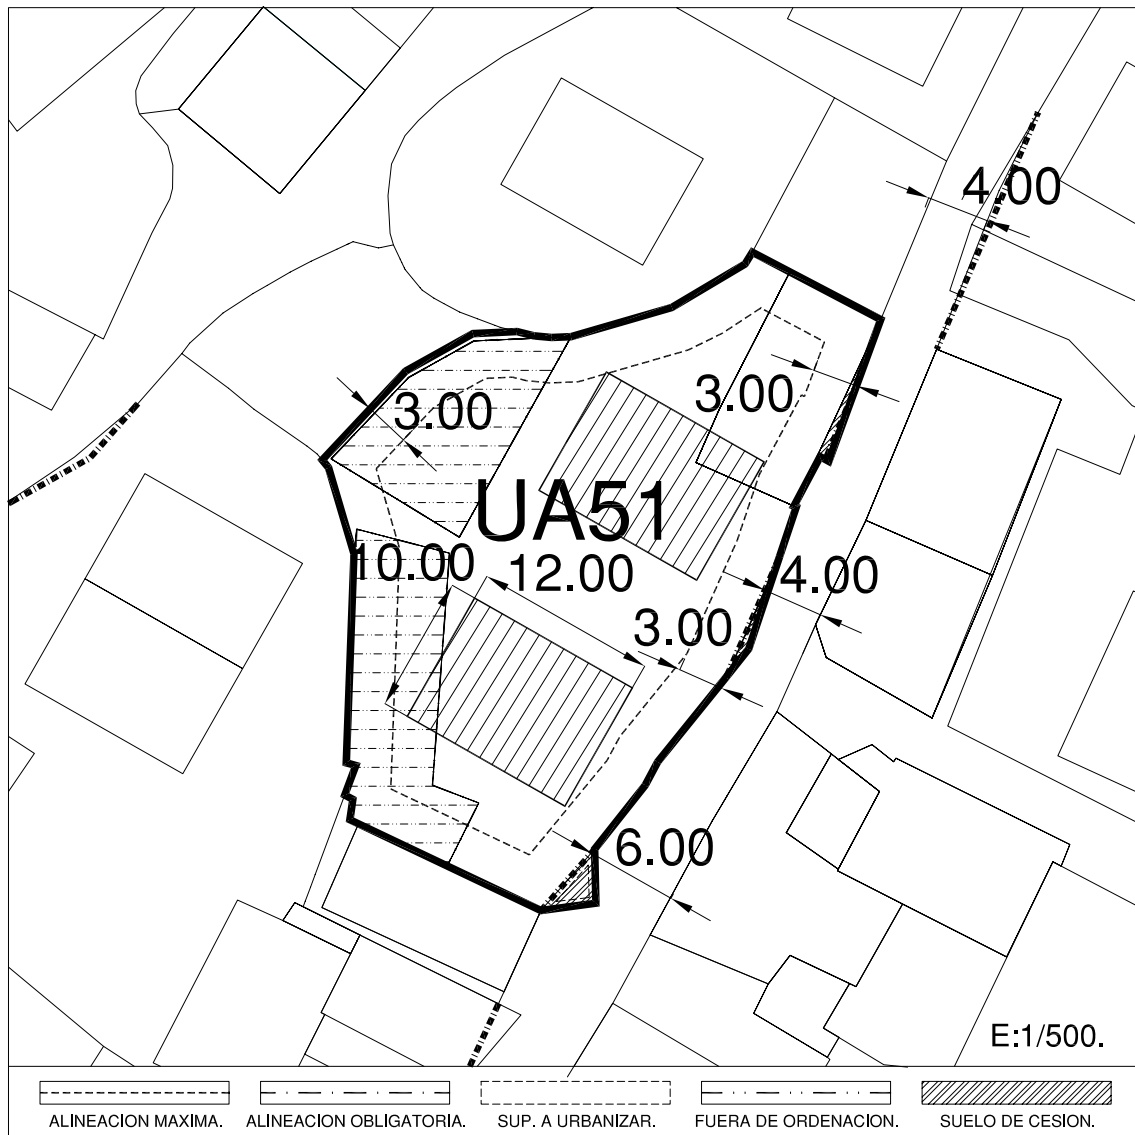 4.00
3.00
3.00
UA51
10.00
12.00
4.00
3.00
6.00
E:1/500.
ALINEACION MAXIMA.
ALINEACION OBLIGATORIA.
SUP. A URBANIZAR.
FUERA DE ORDENACION.
SUELO DE CESION.